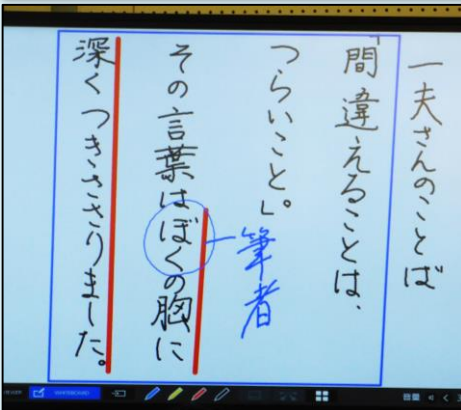 一夫さんのことば
「間違えることは、
つらいこと。」
その言葉はぼくの胸に
深くつきささりました。
筆者
WHITEBOARD